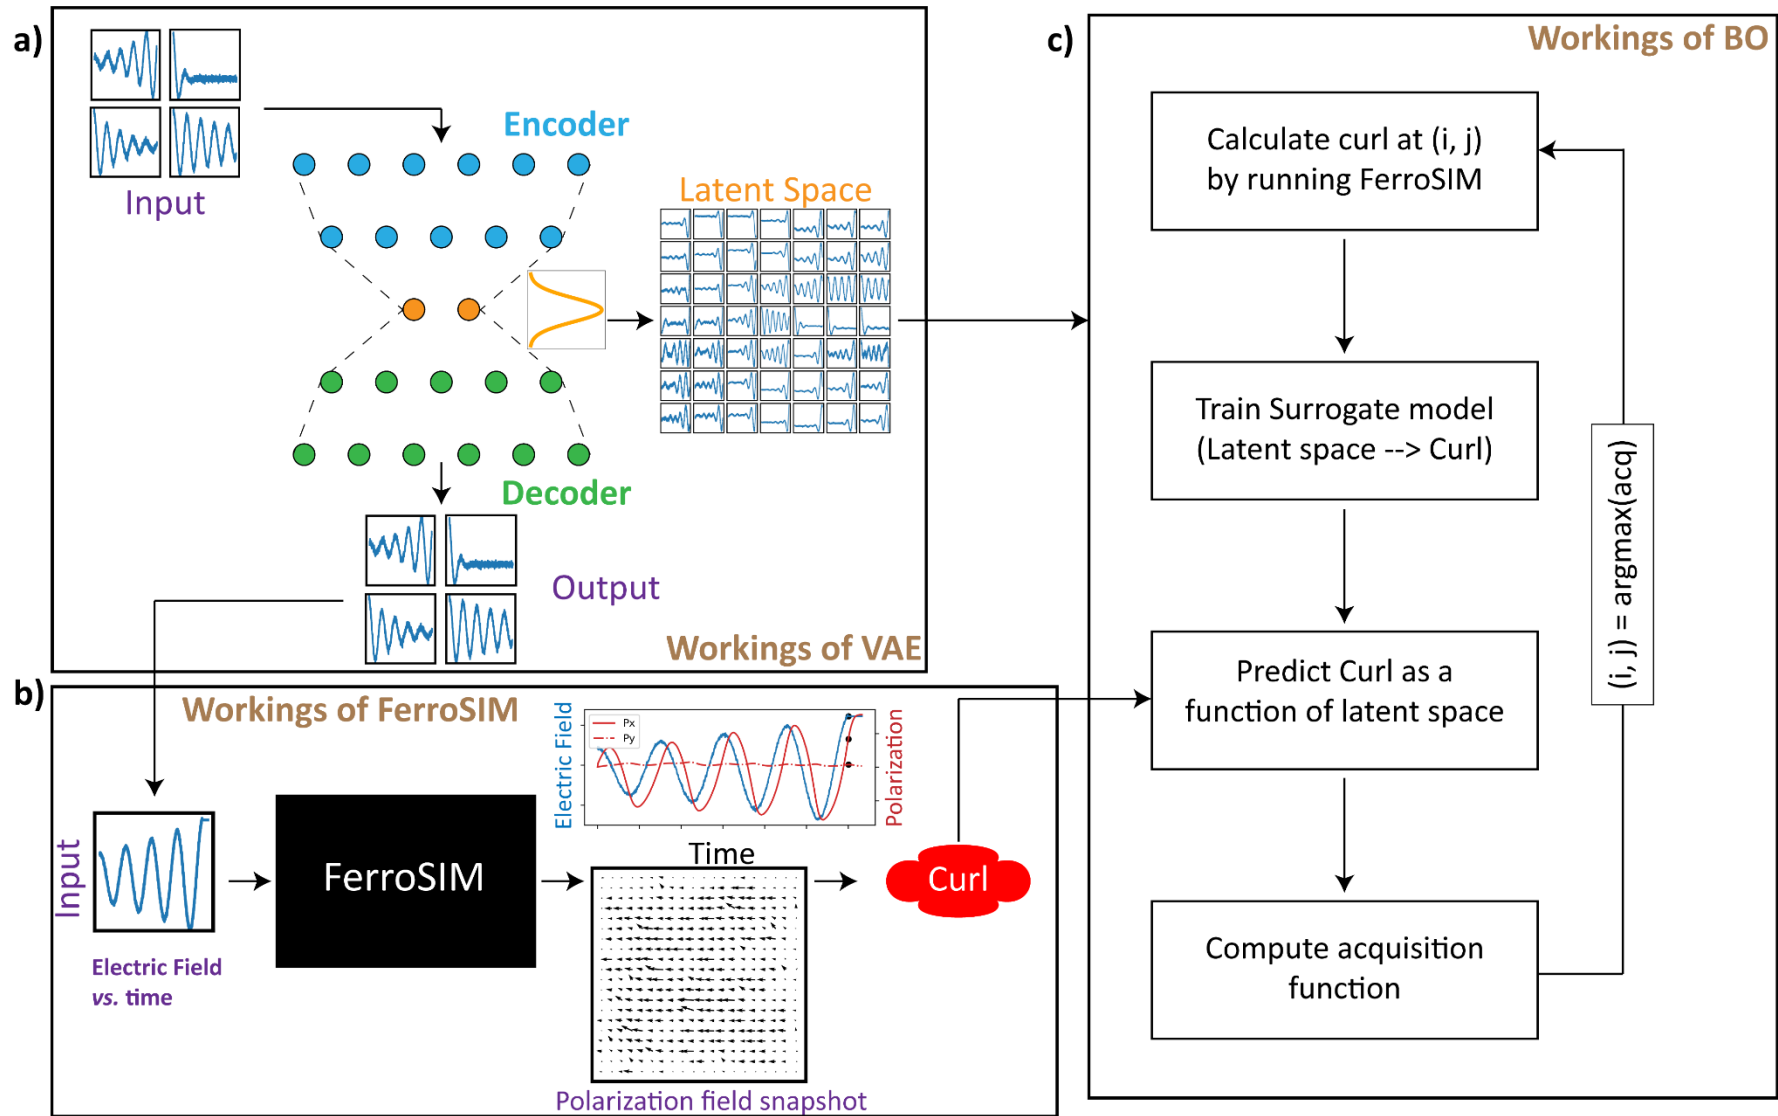 a)
Input
Encoder
Latent Space
Decoder
Output
Workings of VAE
b)
Workings of FerroSIM
Input
Electric Field
vs. time
FerroSIM
Electric Field
Px
Py
Polarization
Time
Polarization field snapshot
Curl
c)
Workings of BO
Calculate curl at (i, j)
by running FerroSIM
Train Surrogate model
(Latent space --> Curl)
Predict Curl as a
function of latent space
Compute acquisition
function
(i, j) = argmax(acq)